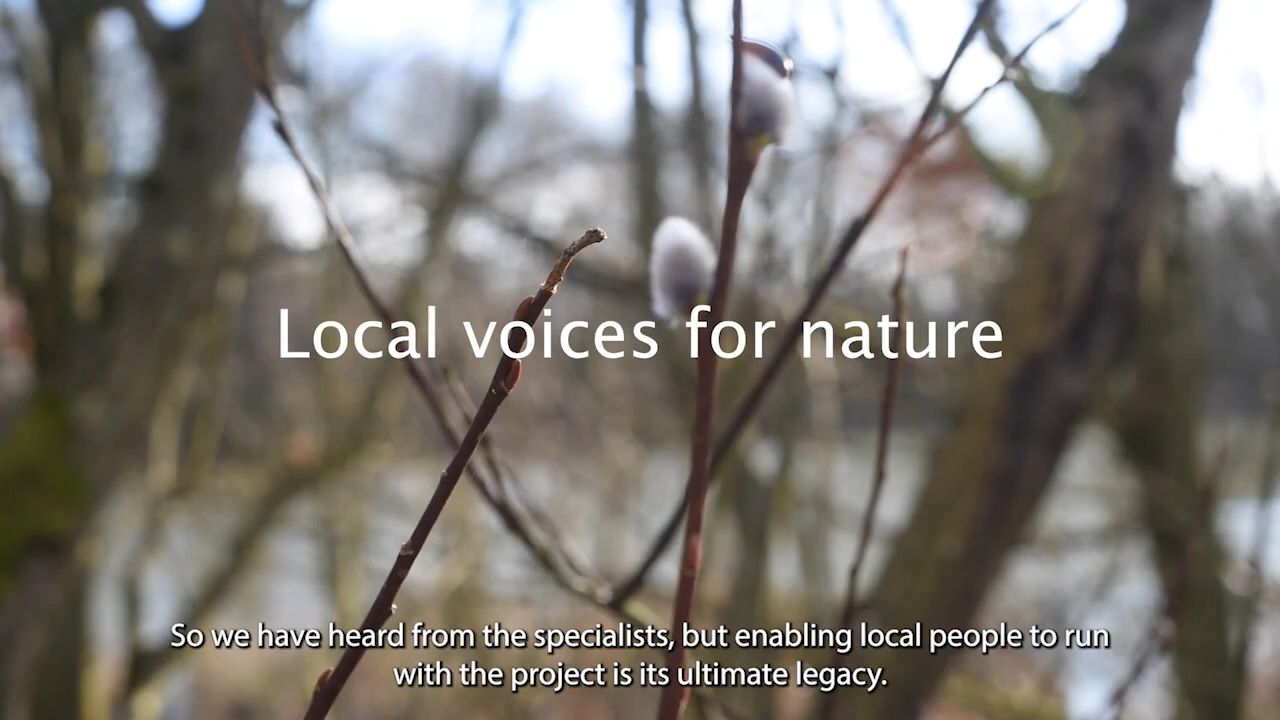 Local voices for nature
So we have heard from the specialists, but enabling local people to run
with the project is its ultimate legacy.